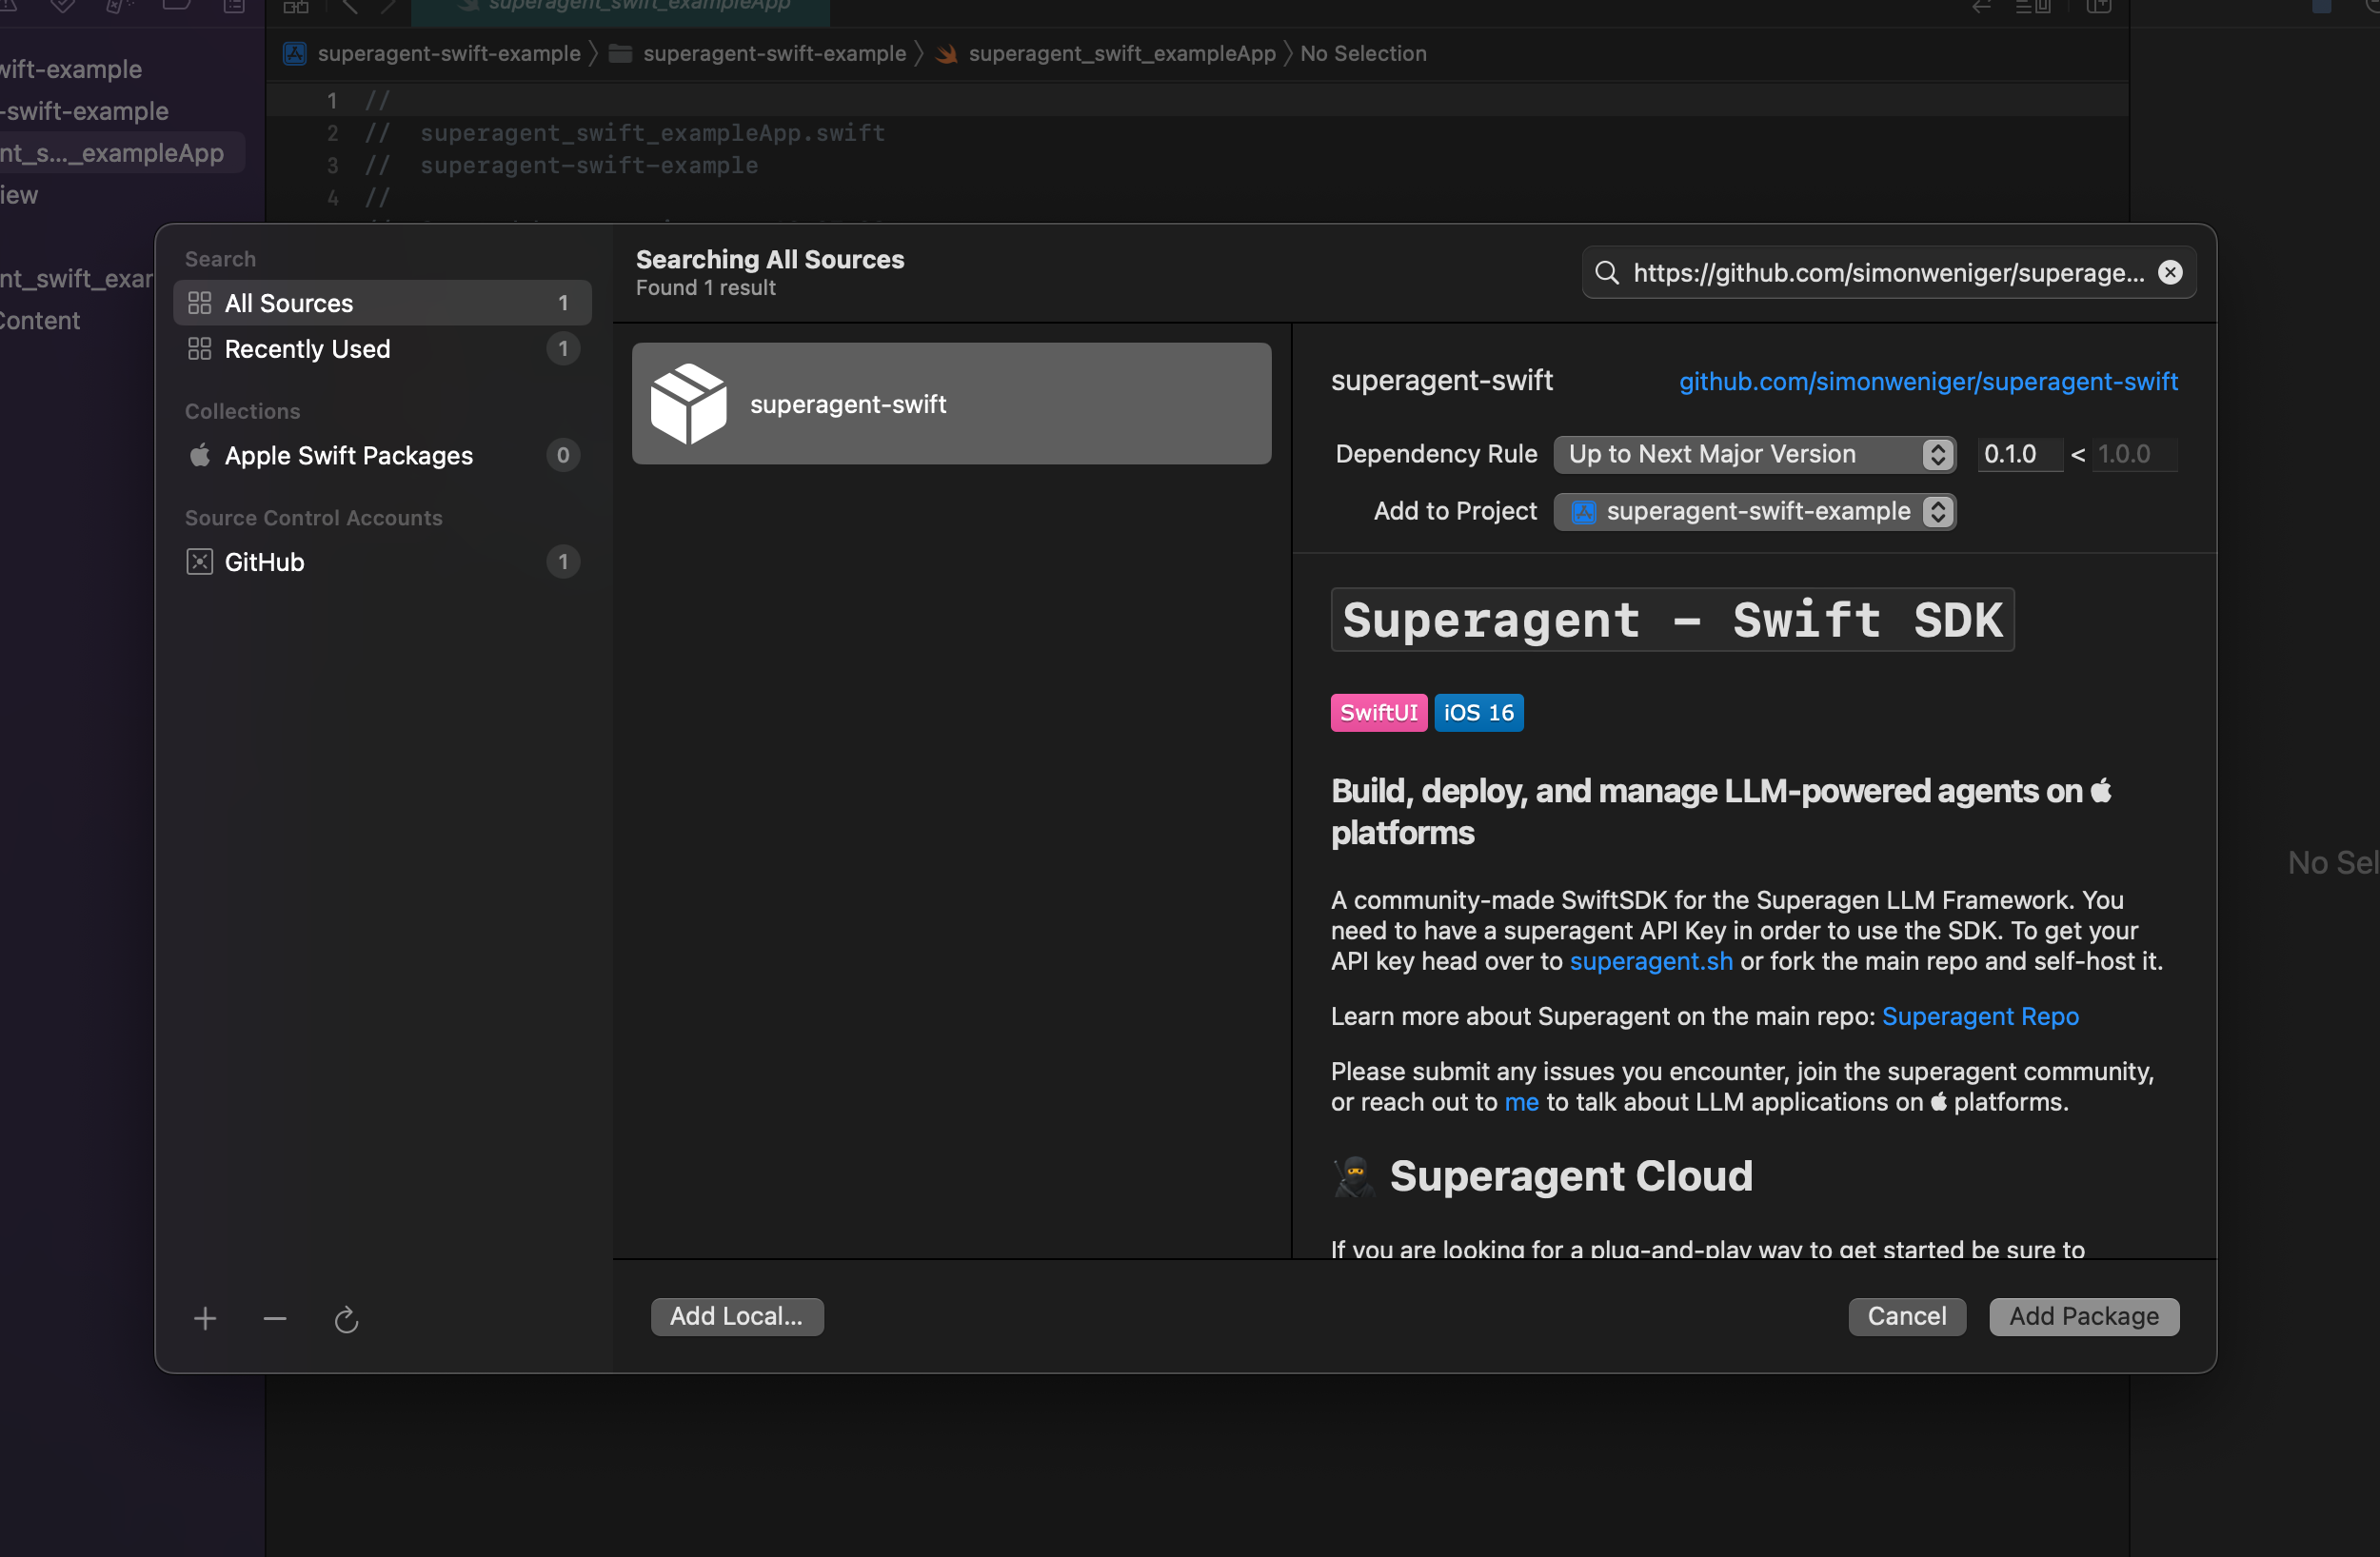 superagent_swift_exampleApp
superagent-swift-example
superagent-swift-example
superagent_swift_exampleApp
No Selection
wift-example
-swift-example
nt_s..._exampleApp
iew
nt_swift_exar
Content
1 //
2 // superagent_swift_exampleApp.swift
3 // superagent-swift-example
4 //
Search
All Sources 1
Recently Used 1
Collections
Apple Swift Packages 0
Source Control Accounts
GitHub 1
Searching All Sources
Found 1 result
https://github.com/simonweniger/superage...
superagent-swift
superagent-swift
github.com/simonweniger/superagent-swift
Dependency Rule Up to Next Major Version 0.1.0 < 1.0.0
Add to Project superagent-swift-example
Superagent - Swift SDK
SwiftUI iOS 16
Build, deploy, and manage LLM-powered agents on 
platforms
A community-made SwiftSDK for the Superagen LLM Framework. You
need to have a superagent API Key in order to use the SDK. To get your
API key head over to superagent.sh or fork the main repo and self-host it.
Learn more about Superagent on the main repo: Superagent Repo
Please submit any issues you encounter, join the superagent community,
or reach out to me to talk about LLM applications on  platforms.
Superagent Cloud
If you are looking for a plug-and-play way to get started be sure to
Add Local...
Cancel
Add Package
No Sel